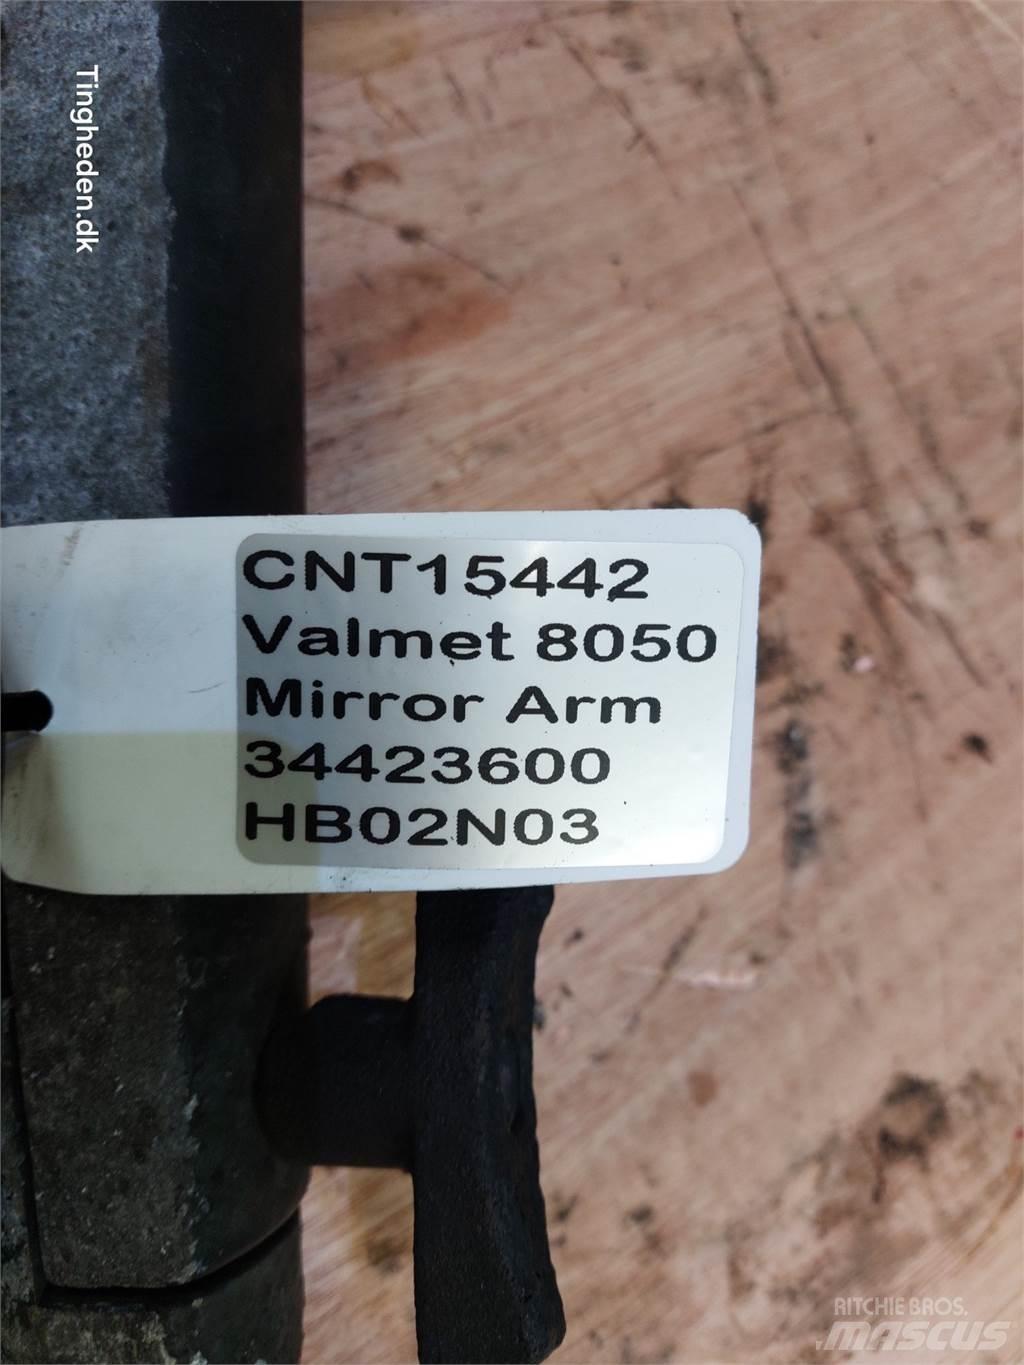 Tingheden.dk
CNT15442
Valmet 8050
Mirror Arm
34423600
HB02N03
RITCHIE BROS.
MASCUS